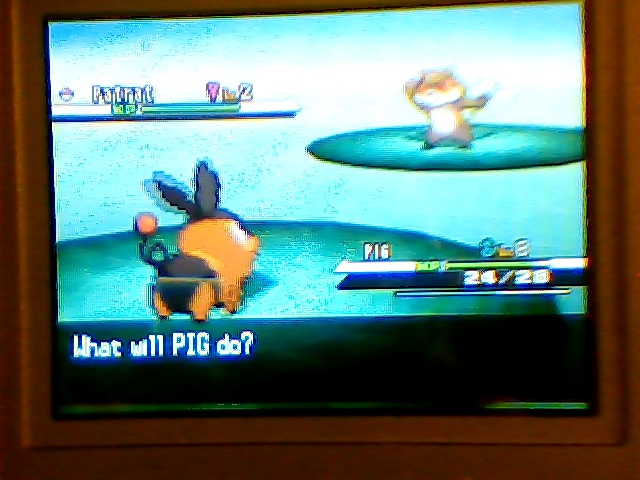 Patrat ♀ Lv2
HP
PIG ♂ Lv8
HP
24/28
What will PIG do?